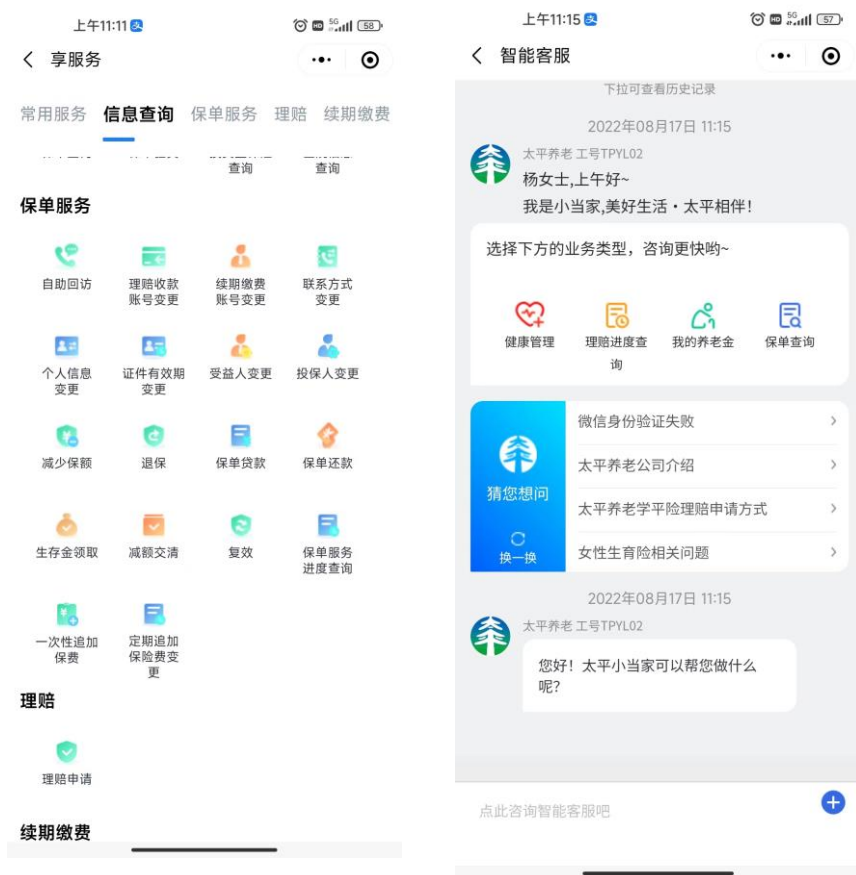 上午11:11
HD 5G 58
享服务
常用服务 信息查询 保单服务 理赔 续期缴费
查询 查询
保单服务
自助回访 理赔收款 续期缴费 联系方式
账号变更 账号变更 变更
个人信息 证件有效期 受益人变更 投保人变更
变更 变更
减少保额 退保 保单贷款 保单还款
生存金领取 减额交清 复效 保单服务
进度查询
一次性追加 定期追加
保费 保险费变
更
理赔
理赔申请
续期缴费
上午11:15
HD 5G 57
智能客服
下拉可查看历史记录
2022年08月17日 11:15
太平养老 工号TPYL02
杨女士,上午好~
我是小当家,美好生活·太平相伴!
选择下方的业务类型，咨询更快哟~
健康管理 理赔进度查 我的养老金 保单查询
询
微信身份验证失败
太平养老公司介绍
猜您想问
太平养老学平险理赔申请方式
换一换
女性生育险相关问题
2022年08月17日 11:15
太平养老 工号TPYL02
您好！太平小当家可以帮您做什么
呢?
点此咨询智能客服吧